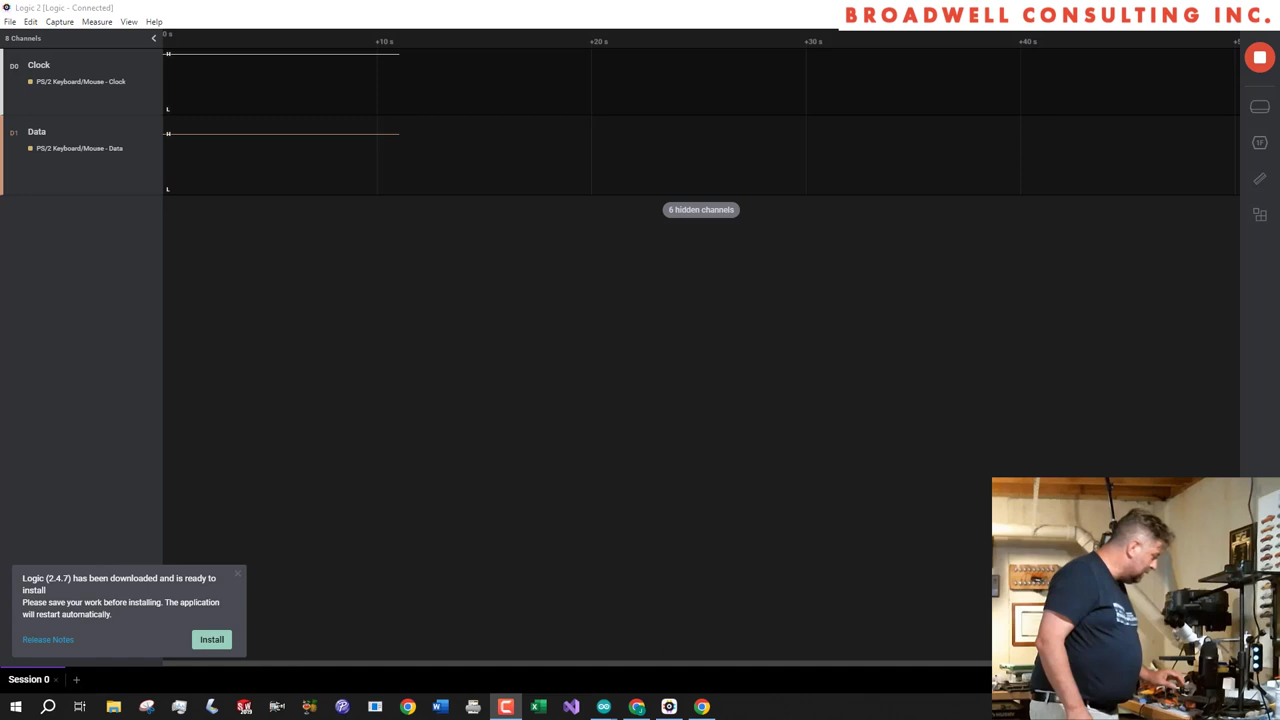 Logic 2 [Logic - Connected]
BROADWELL CONSULTING INC.
File Edit Capture Measure View Help
8 Channels
0 s
+10 s +20 s +30 s +40 s
D0 Clock
H
PS/2 Keyboard/Mouse - Clock
L
D1 Data
H
PS/2 Keyboard/Mouse - Data
L
6 hidden channels
1F
Logic (2.4.7) has been downloaded and is ready to
install
Please save your work before installing. The application
will restart automatically.
Release Notes Install
Session 0